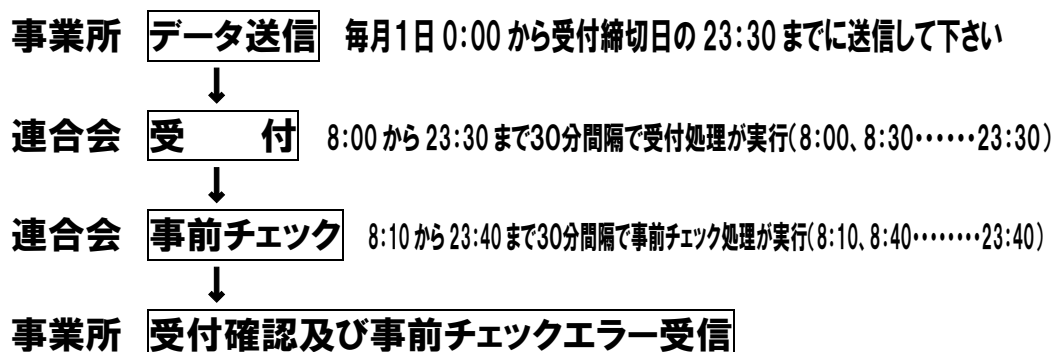 事業所 データ送信 毎月1日 0:00 から受付締切日の 23:30 までに送信して下さい
↓
連合会 受　　付 8:00 から 23:30 まで30分間隔で受付処理が実行(8:00、8:30……23:30)
↓
連合会 事前チェック 8:10 から 23:40 まで30分間隔で事前チェック処理が実行(8:10、8:40………23:40)
↓
事業所 受付確認及び事前チェックエラー受信